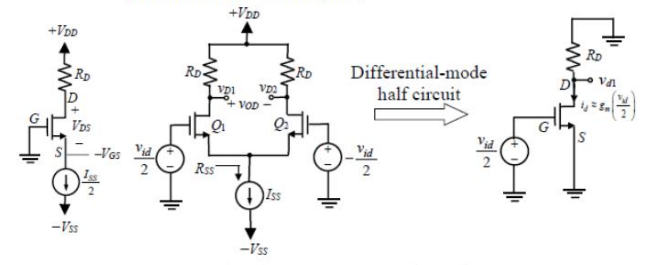 +VDD
RD
D
G
+
VDS
−
S
−VGS
ISS
2
−VSS
+VDD
RD
RD
vD1
vD2
+ vOD −
Q1
Q2
vid
2
+
−
RSS
ISS
−VSS
+
−
− vid
2
Differential-mode
half circuit
RD
D
vd1
id ≈ gm(vid/2)
G
S
vid
2
+
−